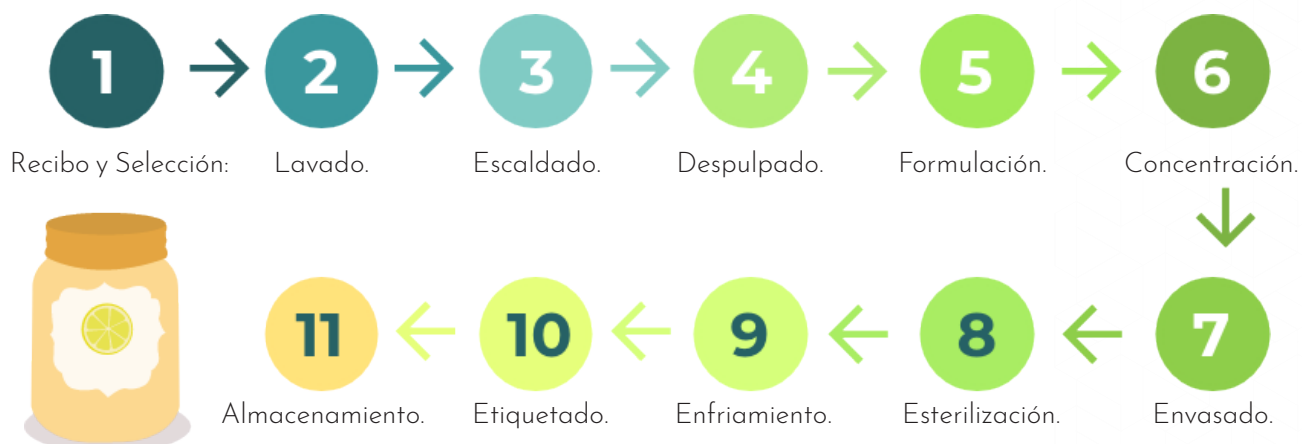 1 2 3 4 5 6
Recibo y Selección: Lavado. Escaldado. Despulpado. Formulación. Concentración.
11 10 9 8 7
Almacenamiento. Etiquetado. Enfriamiento. Esterilización. Envasado.